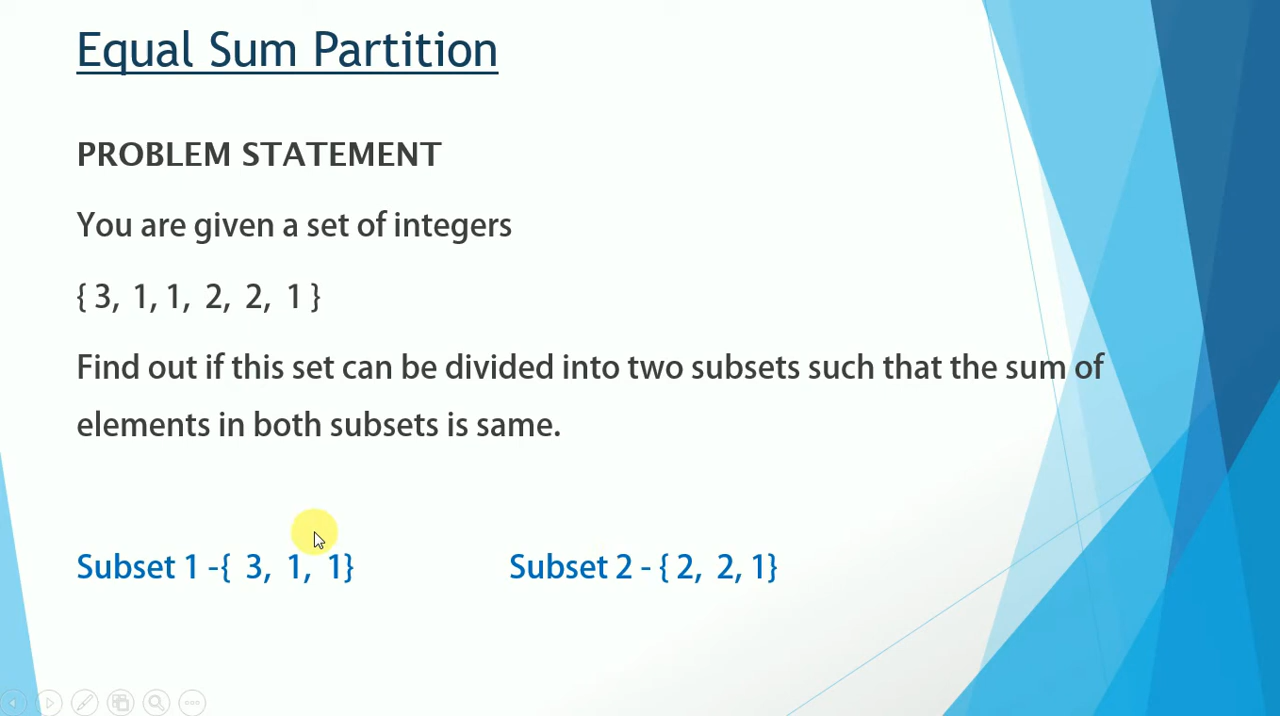 Equal Sum Partition
PROBLEM STATEMENT
You are given a set of integers
{ 3, 1, 1, 2, 2, 1 }
Find out if this set can be divided into two subsets such that the sum of
elements in both subsets is same.
Subset 1 -{ 3, 1, 1}
Subset 2 - { 2, 2, 1}